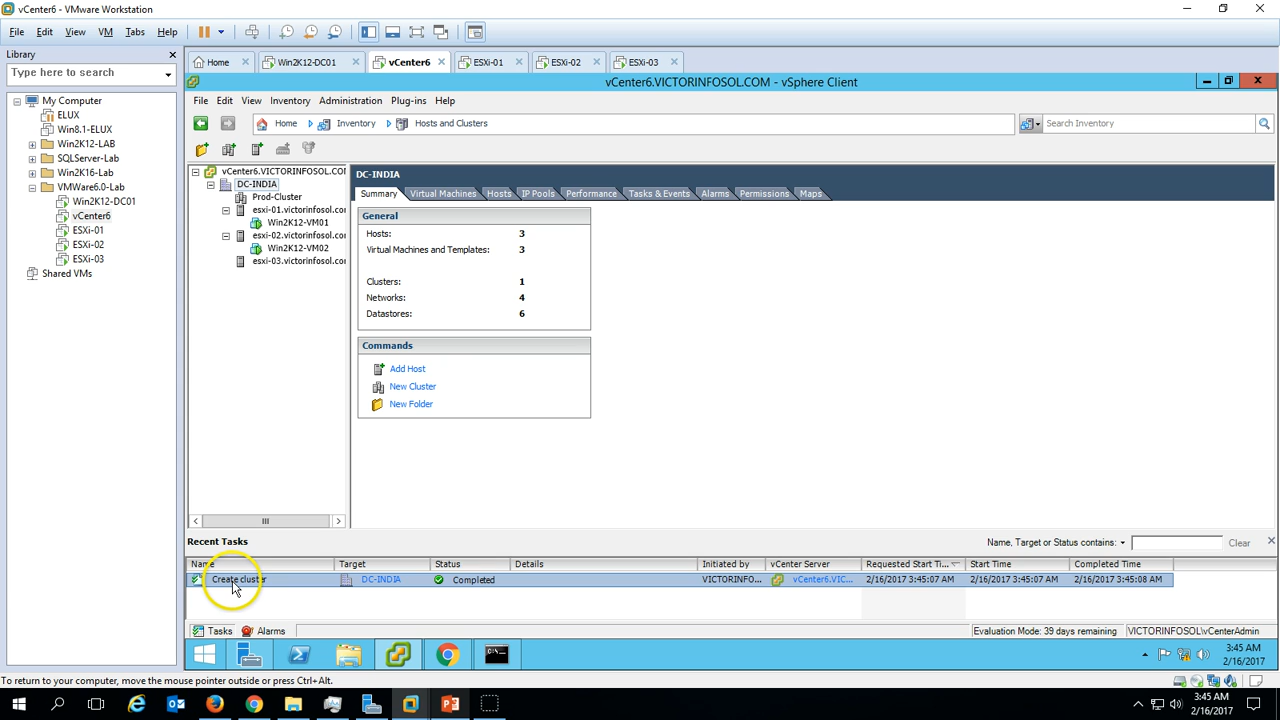 vCenter6 - VMware Workstation
File Edit View VM Tabs Help
Library
Type here to search
My Computer
ELUX
Win8.1-ELUX
Win2K12-LAB
SQLServer-Lab
Win2K16-Lab
VMWare6.0-Lab
Win2K12-DC01
vCenter6
ESXi-01
ESXi-02
ESXi-03
Shared VMs
Home Win2K12-DC01 vCenter6 ESXi-01 ESXi-02 ESXi-03
vCenter6.VICTORINFOSOL.COM - vSphere Client
File Edit View Inventory Administration Plug-ins Help
Home Inventory Hosts and Clusters Search Inventory
vCenter6.VICTORINFOSOL.COM
DC-INDIA
Prod-Cluster
esxi-01.victorinfosol.co
Win2K12-VM01
esxi-02.victorinfosol.co
Win2K12-VM02
esxi-03.victorinfosol.co
DC-INDIA
Summary Virtual Machines Hosts IP Pools Performance Tasks & Events Alarms Permissions Maps
General
Hosts: 3
Virtual Machines and Templates: 3
Clusters: 1
Networks: 4
Datastores: 6
Commands
Add Host
New Cluster
New Folder
Recent Tasks Name, Target or Status contains: Clear
Name Target Status Details Initiated by vCenter Server Requested Start Ti... Start Time Completed Time
Create cluster DC-INDIA Completed VICTORINFO... vCenter6.VIC... 2/16/2017 3:45:07 AM 2/16/2017 3:45:07 AM 2/16/2017 3:45:08 AM
Tasks Alarms Evaluation Mode: 39 days remaining VICTORINFOSOL\vCenterAdmin
3:45 AM
2/16/2017
To return to your computer, move the mouse pointer outside or press Ctrl+Alt.
3:45 AM
2/16/2017